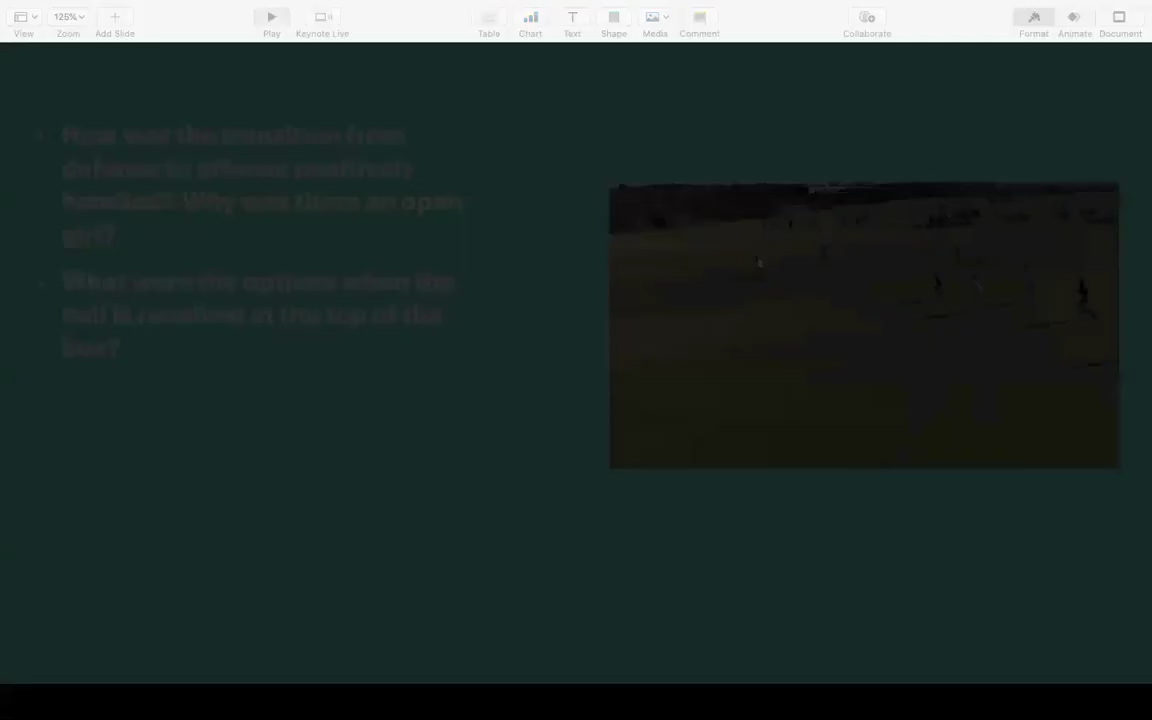 125%
View
Zoom
Add Slide
Play
Keynote Live
Table
Chart
Text
Shape
Media
Comment
Collaborate
Format
Animate
Document
How was the transition from
defense to offense positively
handled? Why was there an open
girl?
What were the options when the
ball is received at the top of the
box?